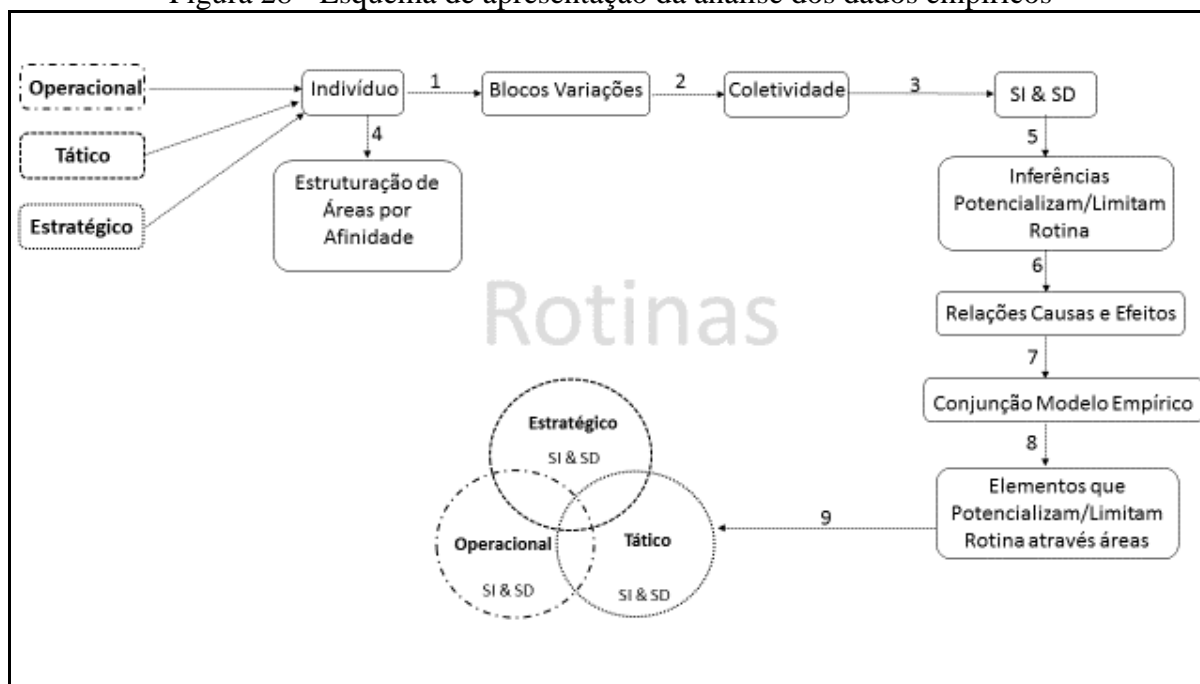 Figura 28 - Esquema de apresentação da análise dos dados empíricos
Operacional
Tático
Estratégico
Indivíduo
1
Blocos Variações
2
Coletividade
3
SI & SD
4
Estruturação de
Áreas por
Afinidade
5
Inferências
Potencializam/Limitam
Rotina
6
Relações Causas e Efeitos
7
Conjunção Modelo Empírico
8
Elementos que
Potencializam/Limitam
Rotina através áreas
9
Rotinas
Estratégico
SI & SD
Operacional
SI & SD
Tático
SI & SD